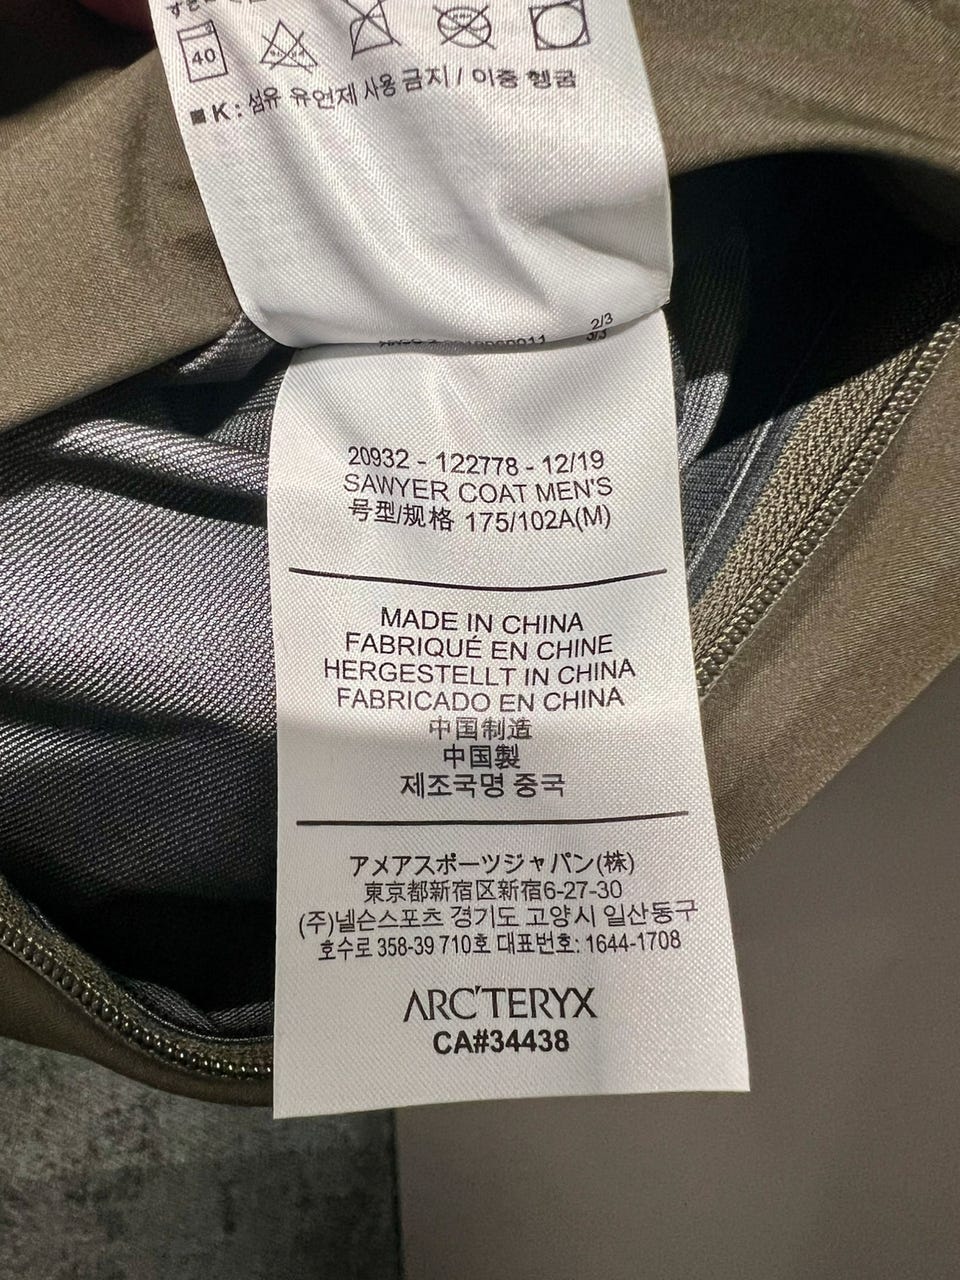 40
■K: 섬유 유연제 사용 금지 / 이중 헹굼
2/3
3/3
20932 - 122778 - 12/19
SAWYER COAT MEN'S
号型/规格 175/102A(M)
MADE IN CHINA
FABRIQUÉ EN CHINE
HERGESTELLT IN CHINA
FABRICADO EN CHINA
中国制造
中国製
제조국명 중국
アメアスポーツジャパン(株)
東京都新宿区新宿6-27-30
(주)넬슨스포츠 경기도 고양시 일산동구
호수로 358-39 710호 대표번호: 1644-1708
ARC'TERYX
CA#34438